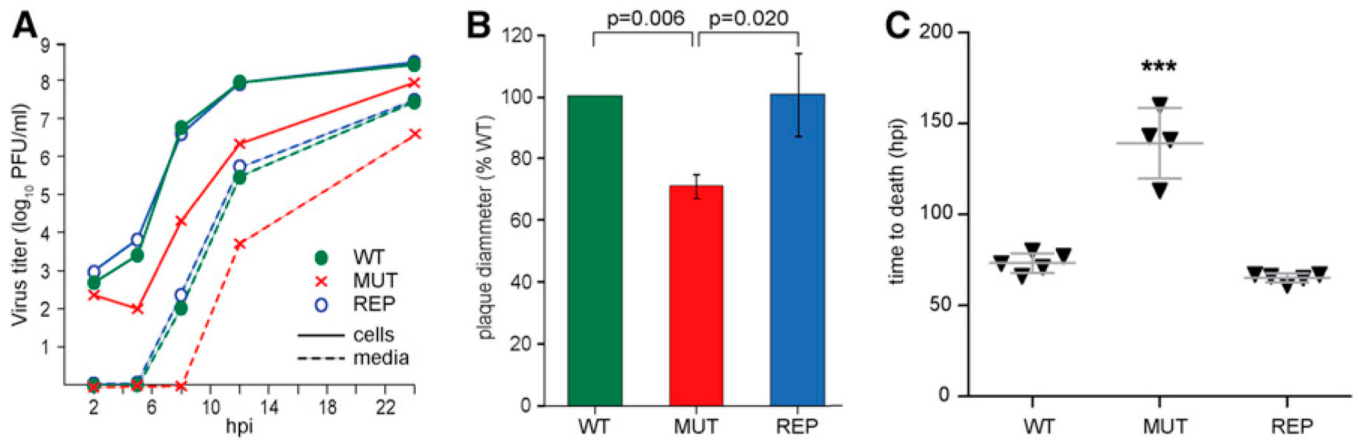 A
9
8
7
6
5
4
3
2
1
Virus titer (log10 PFU/ml)
2 6 10 14 18 22
hpi
WT
MUT
REP
cells
media
B
p=0.006 p=0.020
120
100
80
60
40
20
0
plaque diammeter (% WT)
WT MUT REP
C
200
150
100
50
0
time to death (hpi)
***
WT MUT REP